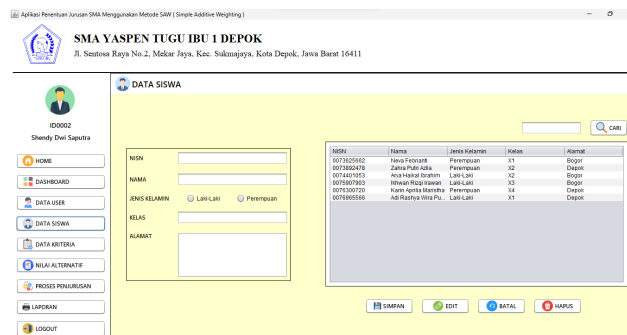 Aplikasi Penentuan Jurusan SMA Menggunakan Metode SAW ( Simple Additive Weighting )
SMA YASPEN TUGU IBU 1 DEPOK
Jl. Sentosa Raya No.2, Mekar Jaya, Kec. Sukmajaya, Kota Depok, Jawa Barat 16411
DATA SISWA
ID0002
Shendy Dwi Saputra
HOME
DASHBOARD
DATA USER
DATA SISWA
DATA KRITERIA
NILAI ALTERNATIF
PROSES PENJURUSAN
LAPORAN
LOGOUT
CARI
NISN
NAMA
JENIS KELAMIN Laki-Laki Perempuan
KELAS
ALAMAT
NISN Nama Jenis Kelamin Kelas Alamat
0073625662 Neva Febrianti Perempuan X1 Bogor
0073892478 Zahra Putri Azlia Perempuan X2 Depok
0074401053 Arya Haikal Ibrahim Laki-Laki X2 Bogor
0075907903 Ikhwan Rizqi Irawan Laki-Laki X3 Bogor
0076300720 Karin Aprilia Maristha Perempuan X4 Depok
0076965566 Adi Rashya Wira Pu... Laki-Laki X1 Depok
SIMPAN EDIT BATAL HAPUS